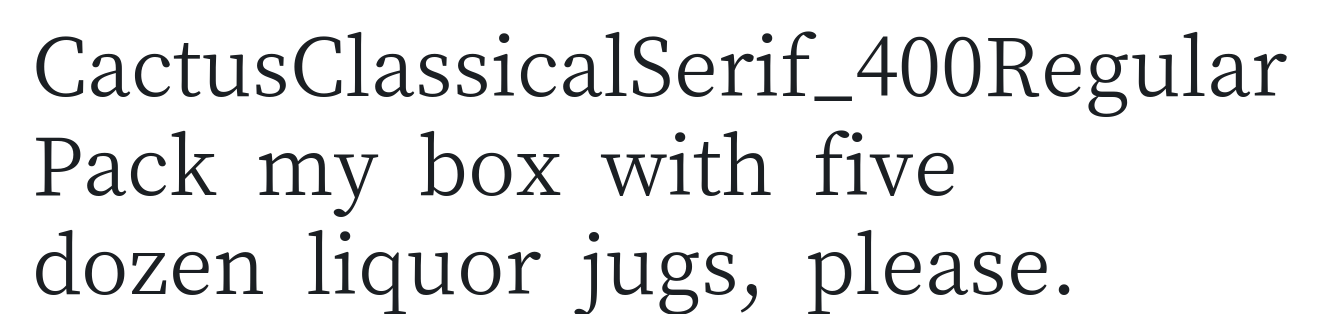 CactusClassicalSerif_400Regular
Pack my box with five
dozen liquor jugs, please.